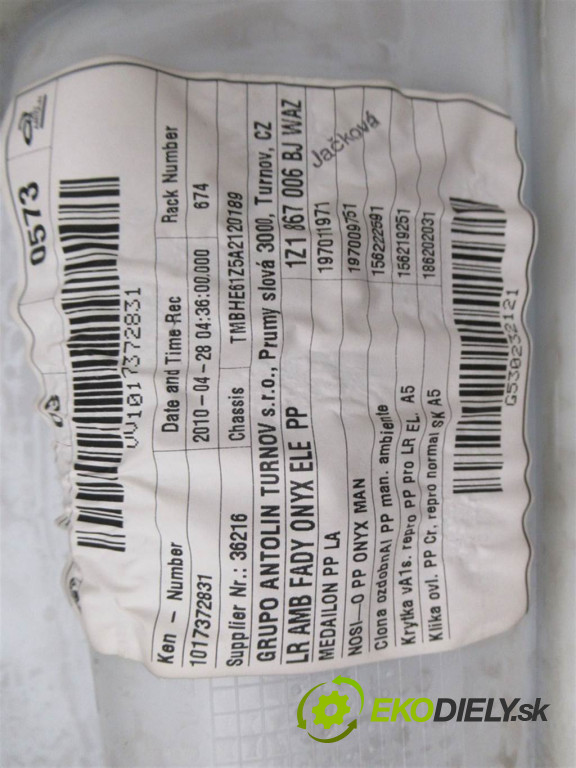 0573
VV1017372831
Ken – Number Date and Time Rec Rack Number
1017372831 2010-04-28 04:36:00,000 674
Supplier Nr.: 36216 Chassis TMBHE61Z5A2120189
GRUPO ANTOLIN TURNOV s.r.o., Prumy slová 3000, Turnov, CZ
LR AMB FADY ONYX ELE PP 1Z1 867 006 BJ WAZ
MEDAILON PP LA 197011971
Jačková
NOSI—O PP ONYX MAN 197009751
Clona ozdobnAl PP man. ambiente 156222591
Krytka vA1s. repro PP pro LR EL. A5 156219251
Klika ovl. PP Cr, repro normal SK A5 186202031
G530232121
EKODIELY.sk